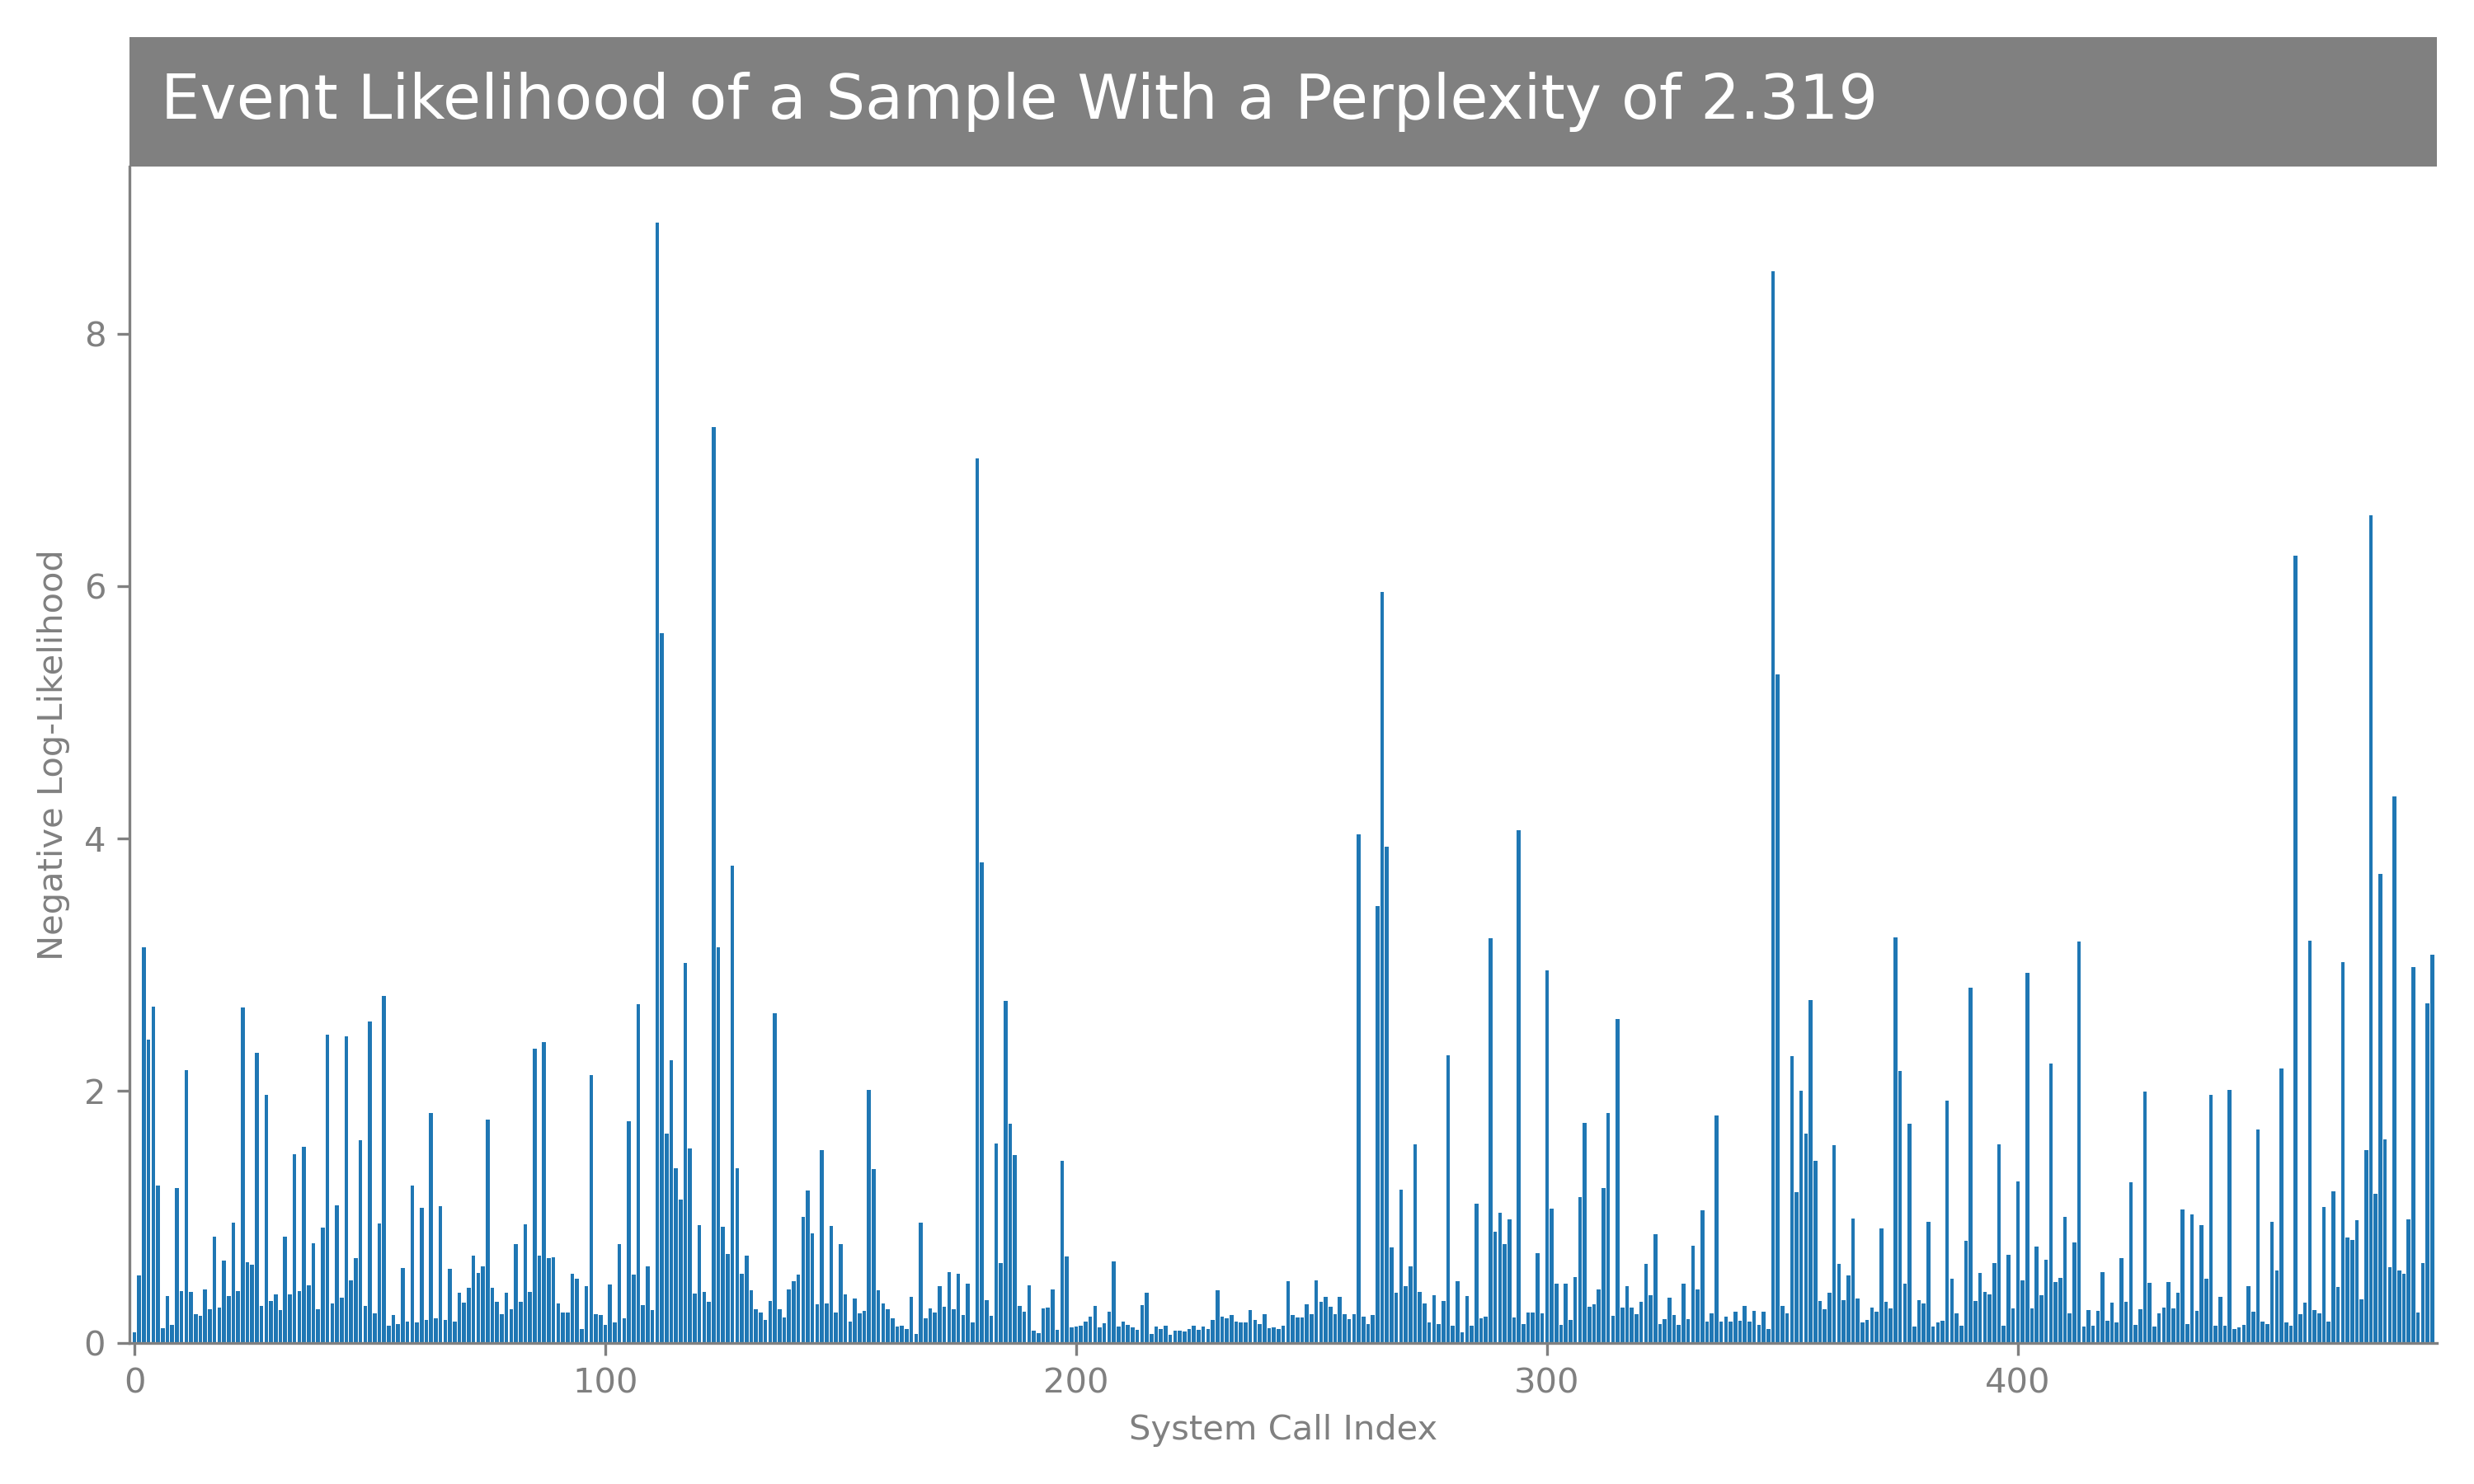 Event Likelihood of a Sample With a Perplexity of 2.319
Negative Log-Likelihood
8
6
4
2
0
0 100 200 300 400
System Call Index